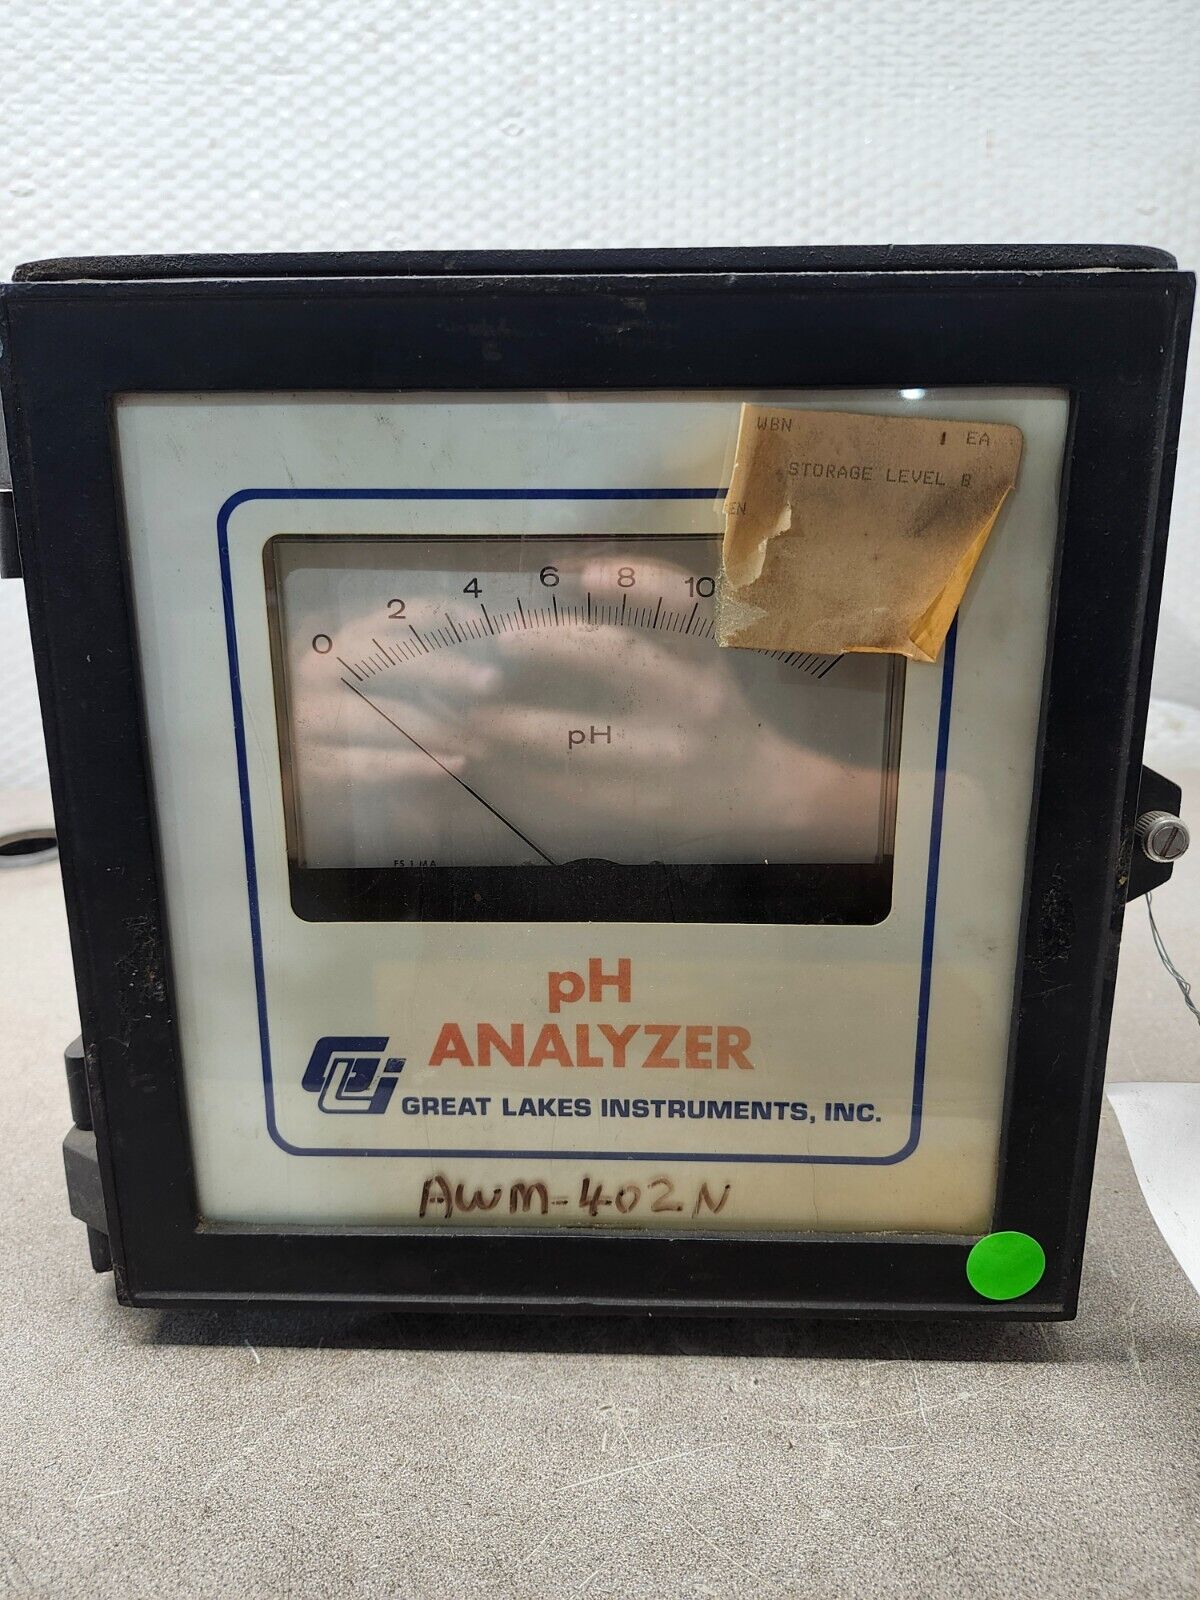 WBN
1 EA
STORAGE LEVEL B
EN
0 2 4 6 8 10
pH
FS 1 MA
pH
ANALYZER
GLI
GREAT LAKES INSTRUMENTS, INC.
AWM-402N